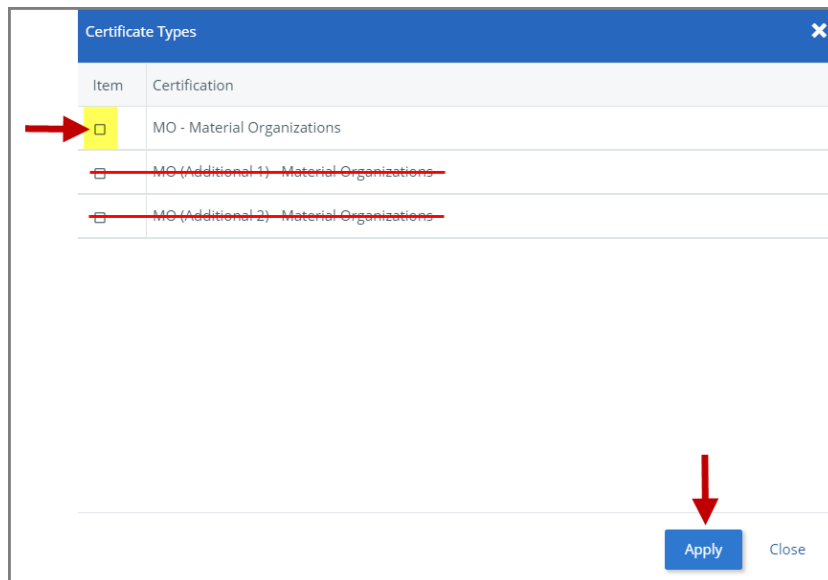 Certificate Types
Item Certification
MO - Material Organizations
MO (Additional 1) - Material Organizations
MO (Additional 2) - Material Organizations
Apply Close